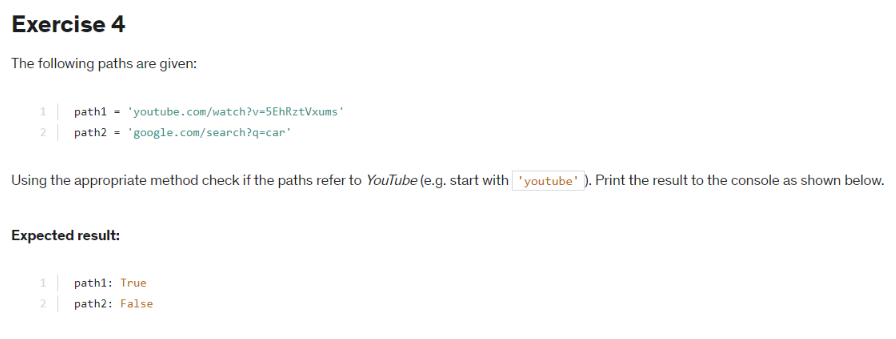 Exercise 4
The following paths are given:
1 path1 = 'youtube.com/watch?v=5EhRztVxums'
2 path2 = 'google.com/search?q=car'
Using the appropriate method check if the paths refer to YouTube (e.g. start with 'youtube' ). Print the result to the console as shown below.
Expected result:
1 path1: True
2 path2: False